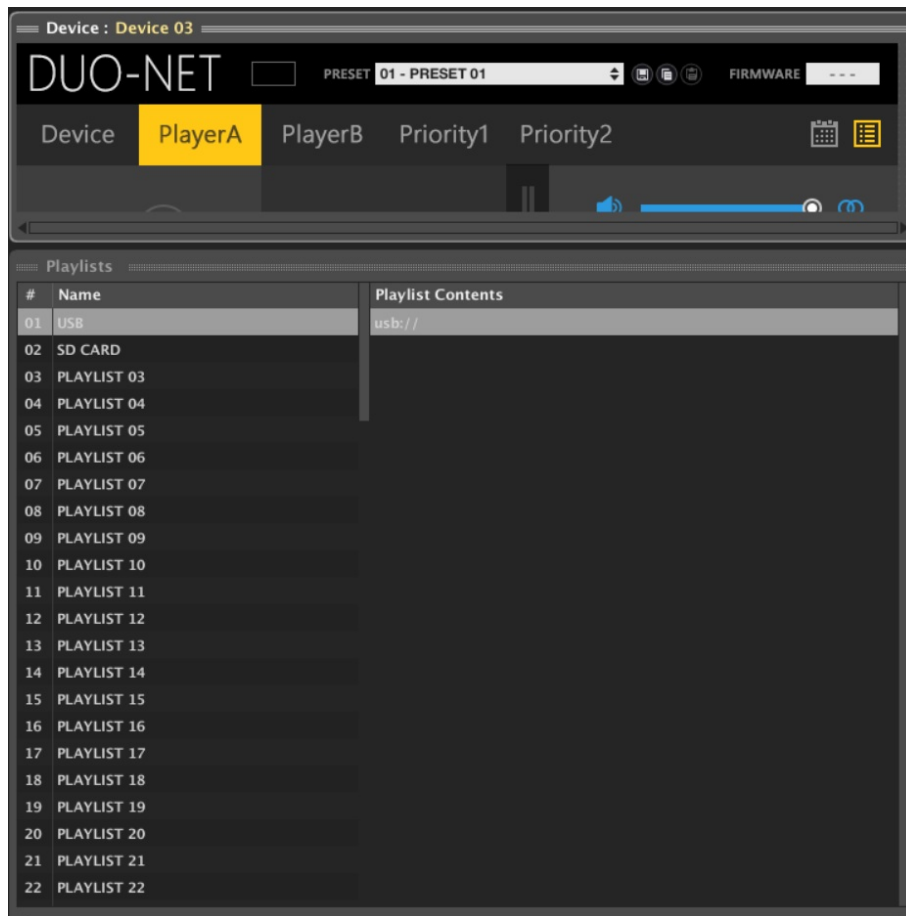 Device : Device 03
DUO-NET PRESET 01 - PRESET 01 FIRMWARE - - -
Device PlayerA PlayerB Priority1 Priority2
Playlists
# Name Playlist Contents
01 USB usb://
02 SD CARD
03 PLAYLIST 03
04 PLAYLIST 04
05 PLAYLIST 05
06 PLAYLIST 06
07 PLAYLIST 07
08 PLAYLIST 08
09 PLAYLIST 09
10 PLAYLIST 10
11 PLAYLIST 11
12 PLAYLIST 12
13 PLAYLIST 13
14 PLAYLIST 14
15 PLAYLIST 15
16 PLAYLIST 16
17 PLAYLIST 17
18 PLAYLIST 18
19 PLAYLIST 19
20 PLAYLIST 20
21 PLAYLIST 21
22 PLAYLIST 22